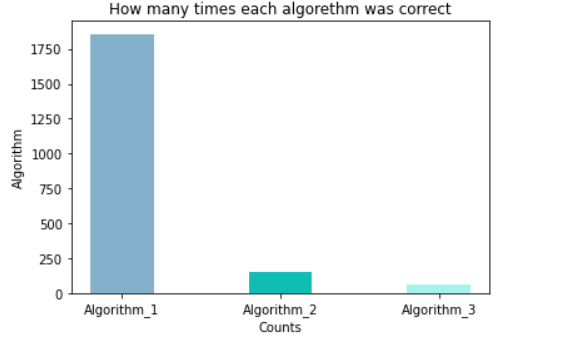 How many times each algorethm was correct
1750
1500
1250
1000
750
500
250
0
Algorithm
Algorithm_1 Algorithm_2 Algorithm_3
Counts